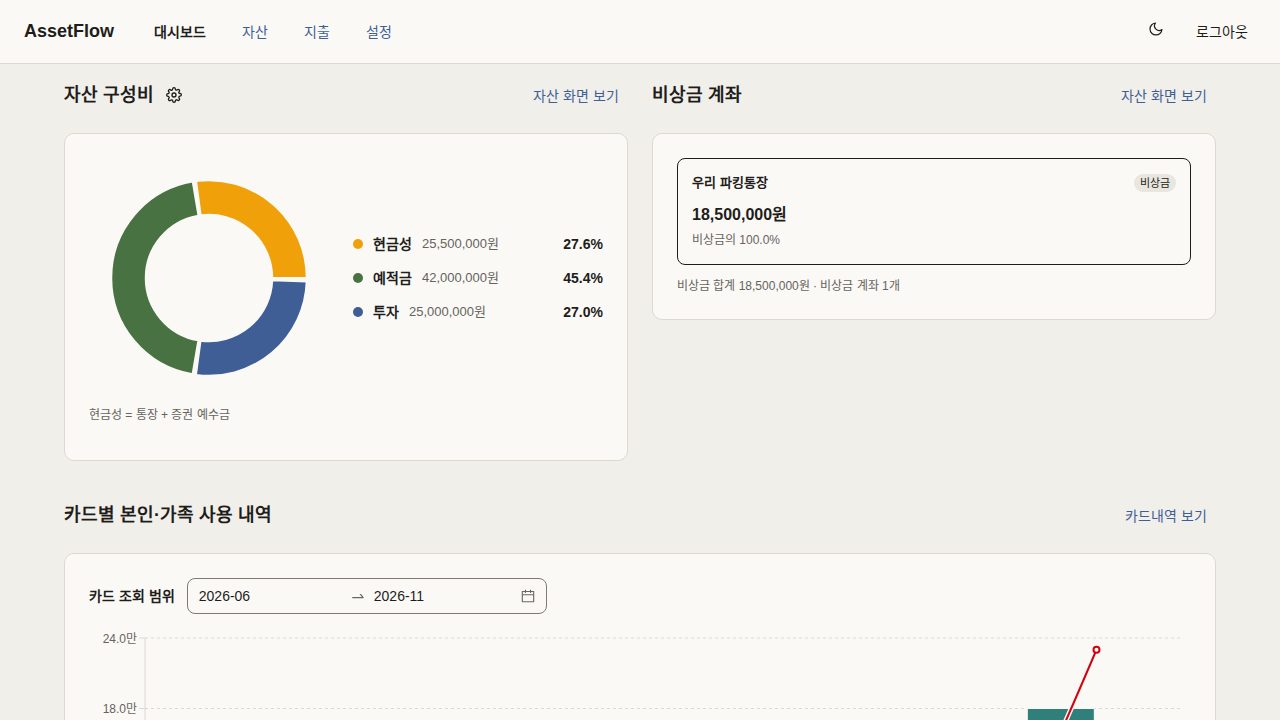 AssetFlow 대시보드 자산 지출 설정 로그아웃
자산 구성비 자산 화면 보기
현금성 25,500,000원 27.6%
예적금 42,000,000원 45.4%
투자 25,000,000원 27.0%
현금성 = 통장 + 증권 예수금
비상금 계좌 자산 화면 보기
우리 파킹통장 비상금
18,500,000원
비상금의 100.0%
비상금 합계 18,500,000원 · 비상금 계좌 1개
카드별 본인·가족 사용 내역 카드내역 보기
카드 조회 범위 2026-06 2026-11
24.0만
18.0만